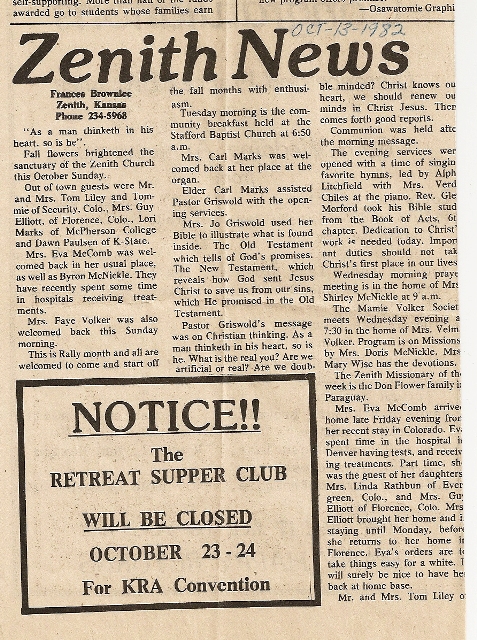 self-supporting. More than half of the funds
awarded go to students whose families earn
—Osawatomie Graphi
OCT-13-1982
Zenith News
Frances Brownlee
Zenith, Kansas
Phone 234-5968
"As a man thinketh in his
heart, so is he".
Fall flowers brightened the
sanctuary of the Zenith Church
this October Sunday.
Out of town guests were Mr.
and Mrs. Tom Liley and Tom-
mie of Security, Colo., Mrs. Guy
Elliott, of Florence, Colo., Lori
Marks of McPherson College
and Dawn Paulsen of K-State.
Mrs. Eva McComb was wel-
comed back in her usual place,
as well as Byron McNickle. They
have recently spent some time
in hospitals receiving treat-
ments.
Mrs. Faye Volker was also
welcomed back this Sunday
morning.
This is Rally month and all are
welcomed to come and start off
the fall months with enthusi-
asm.
Tuesday morning is the com-
munity breakfast held at the
Stafford Baptist Church at 6:50
a.m.
Mrs. Carl Marks was wel-
comed back at her place at the
organ.
Elder Carl Marks assisted
Pastor Griswold with the open-
ing services.
Mrs. Jo Griswold used her
Bible to illustrate what is found
inside. The Old Testament
which tells of God's promises.
The New Testament, which
reveals how God sent Jesus
Christ to save us from our sins,
which He promised in the Old
Testament.
Pastor Griswold's message
was on Christian thinking. As a
man thinketh in his heart, so is
he. What is the real you? Are we
artificial or real? Are we doub-
ble minded? Christ knows ou
heart, we should renew ou
minds in Christ Jesus. Then
comes forth good reports.
Communion was held afte
the morning message.
The evening services wer
opened with a time of singin
favorite hymns, led by Alph
Litchfield with Mrs. Verd
Chiles at the piano. Rev. Gle
Morford took his Bible stud
from the Book of Acts, 6t
chapter. Dedication to Christ'
work is needed today. Impor
nt duties should not tak
Christ's first place in our lives
Wednesday morning praye
meeting is in the home of Mrs
Shirley McNickle at 9 a.m.
The Mamie Volker Societ
meets Wednesday evening a
7:30 in the home of Mrs. Velm
Volker. Program is on Missions
by Mrs. Doris McNickle, Mrs
Mary Wise has the devotions.
The Zenith Missionary of th
week is the Don Flower family i
Paraguay.
Mrs. Eva McComb arrive
home late Friday evening from
her recent stay in Colorado. Ev
spent time in the hospital i
Denver having tests, and receiv
ing treatments. Part time, sh
was the guest of her daughters
Mrs. Linda Rathbun of Ever
green, Colo., and Mrs. Guy
Elliott of Florence, Colo. Mrs
Elliott brought her home and i
staying until Monday, before
she returns to her home i
Florence. Eva's orders are t
take things easy for a white. I
will surely be nice to have he
back at home base.
Mr. and Mrs. Tom Liley o
NOTICE!!
The
RETREAT SUPPER CLUB
WILL BE CLOSED
OCTOBER 23 - 24
For KRA Convention